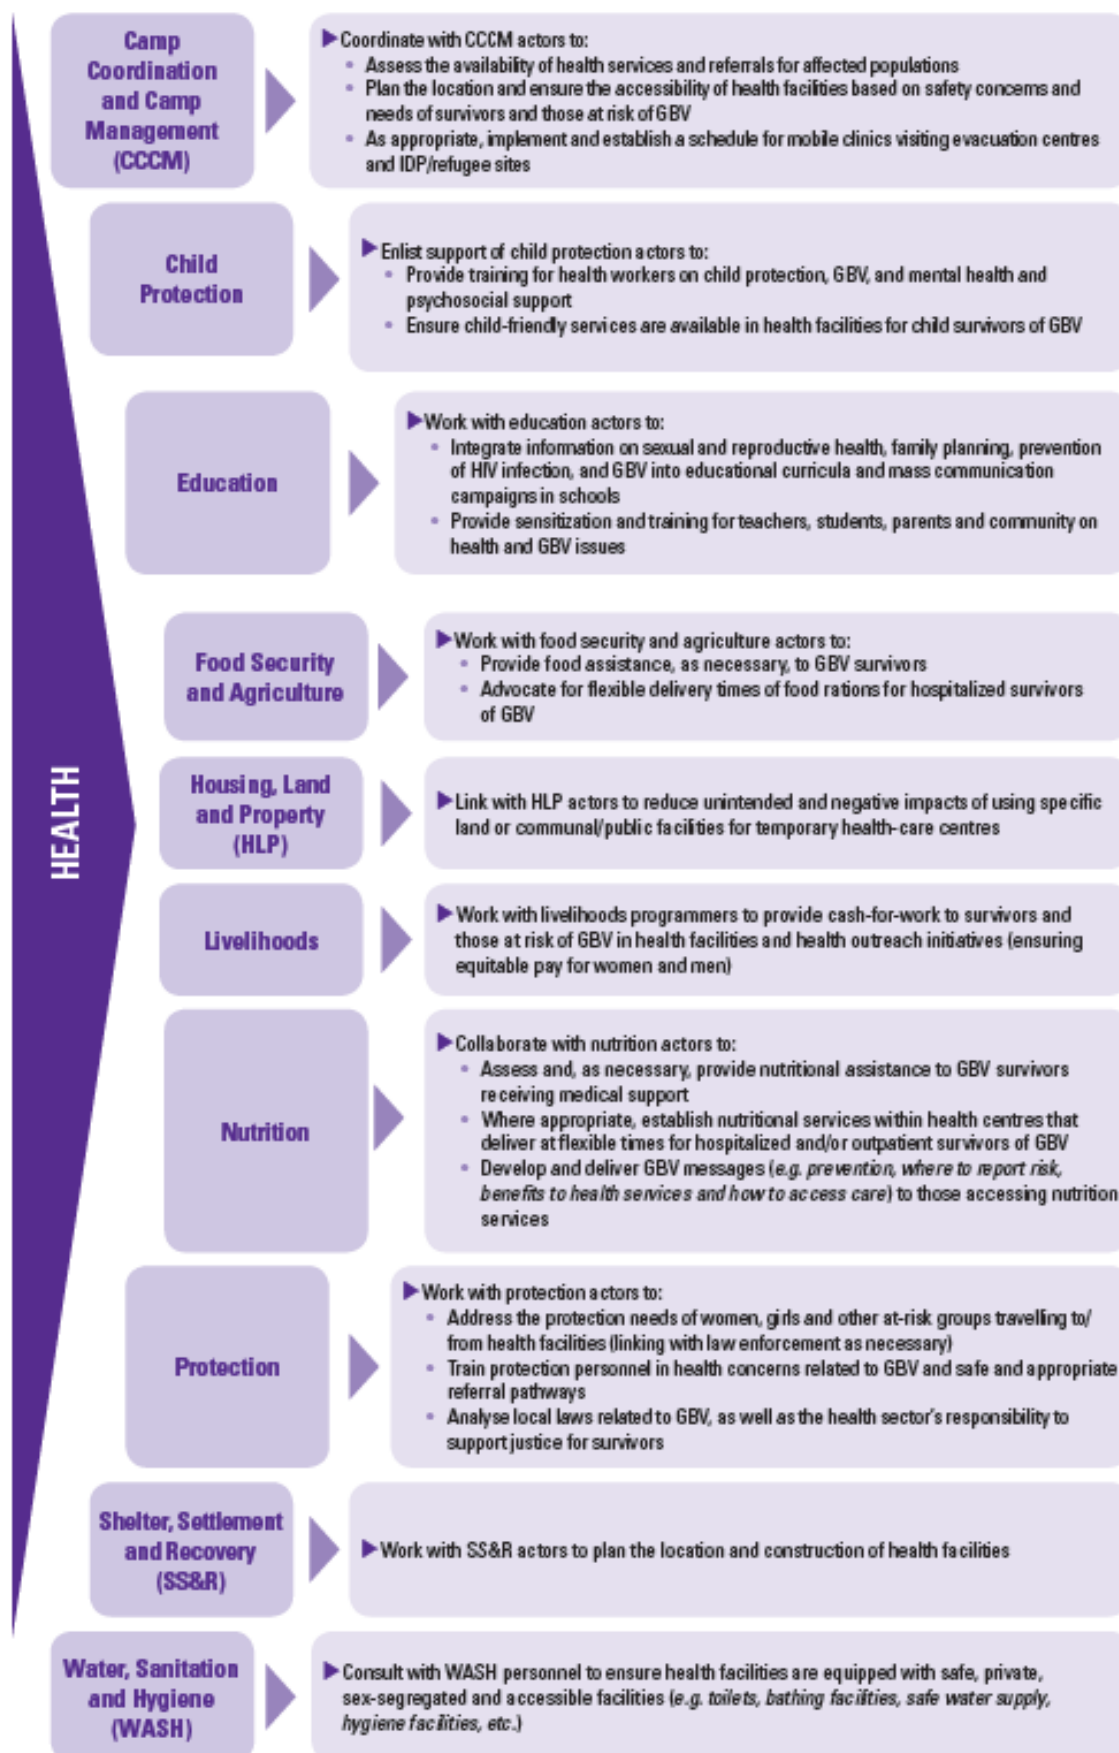 HEALTH
Camp
Coordination
and Camp
Management
(CCCM)
▶Coordinate with CCCM actors to:
• Assess the availability of health services and referrals for affected populations
• Plan the location and ensure the accessibility of health facilities based on safety concerns and
needs of survivors and those at risk of GBV
• As appropriate, implement and establish a schedule for mobile clinics visiting evacuation centres
and IDP/refugee sites
Child
Protection
▶Enlist support of child protection actors to:
• Provide training for health workers on child protection, GBV, and mental health and
psychosocial support
• Ensure child-friendly services are available in health facilities for child survivors of GBV
Education
▶Work with education actors to:
• Integrate information on sexual and reproductive health, family planning, prevention
of HIV infection, and GBV into educational curricula and mass communication
campaigns in schools
• Provide sensitization and training for teachers, students, parents and community on
health and GBV issues
Food Security
and Agriculture
▶Work with food security and agriculture actors to:
• Provide food assistance, as necessary, to GBV survivors
• Advocate for flexible delivery times of food rations for hospitalized survivors
of GBV
Housing, Land
and Property
(HLP)
▶Link with HLP actors to reduce unintended and negative impacts of using specific
land or communal/public facilities for temporary health-care centres
Livelihoods
▶Work with livelihoods programmers to provide cash-for-work to survivors and
those at risk of GBV in health facilities and health outreach initiatives (ensuring
equitable pay for women and men)
Nutrition
▶Collaborate with nutrition actors to:
• Assess and, as necessary, provide nutritional assistance to GBV survivors
receiving medical support
• Where appropriate, establish nutritional services within health centres that
deliver at flexible times for hospitalized and/or outpatient survivors of GBV
• Develop and deliver GBV messages (e.g. prevention, where to report risk,
benefits to health services and how to access care) to those accessing nutrition
services
Protection
▶Work with protection actors to:
• Address the protection needs of women, girls and other at-risk groups travelling to/
from health facilities (linking with law enforcement as necessary)
• Train protection personnel in health concerns related to GBV and safe and appropriate
referral pathways
• Analyse local laws related to GBV, as well as the health sector's responsibility to
support justice for survivors
Shelter, Settlement
and Recovery
(SS&R)
▶Work with SS&R actors to plan the location and construction of health facilities
Water, Sanitation
and Hygiene
(WASH)
▶Consult with WASH personnel to ensure health facilities are equipped with safe, private,
sex-segregated and accessible facilities (e.g. toilets, bathing facilities, safe water supply,
hygiene facilities, etc.)